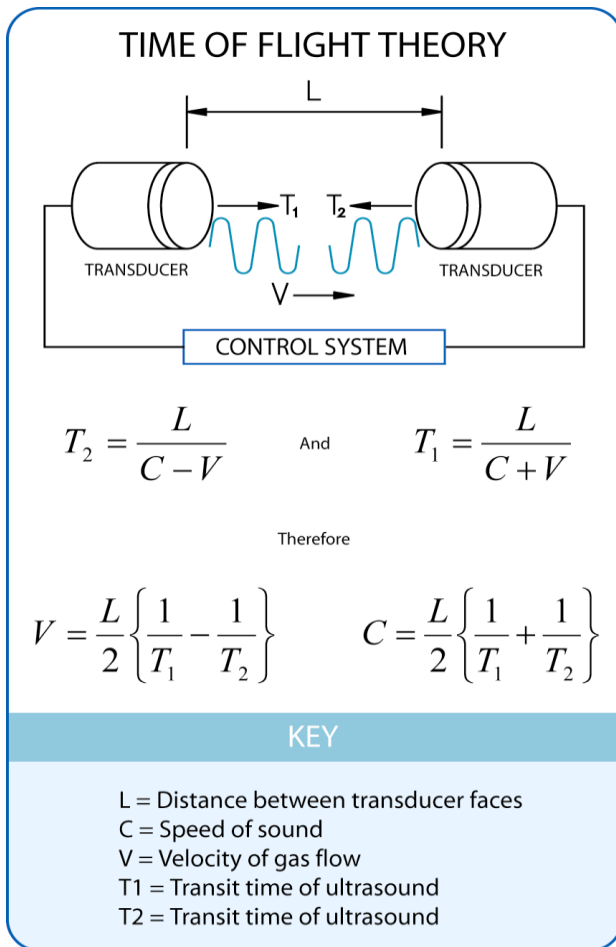 TIME OF FLIGHT THEORY
L
T₁ T₂
TRANSDUCER TRANSDUCER
V
CONTROL SYSTEM
T₂ = L / (C − V) And T₁ = L / (C + V)
Therefore
V = L/2 {1/T₁ − 1/T₂} C = L/2 {1/T₁ + 1/T₂}
KEY
L = Distance between transducer faces
C = Speed of sound
V = Velocity of gas flow
T1 = Transit time of ultrasound
T2 = Transit time of ultrasound